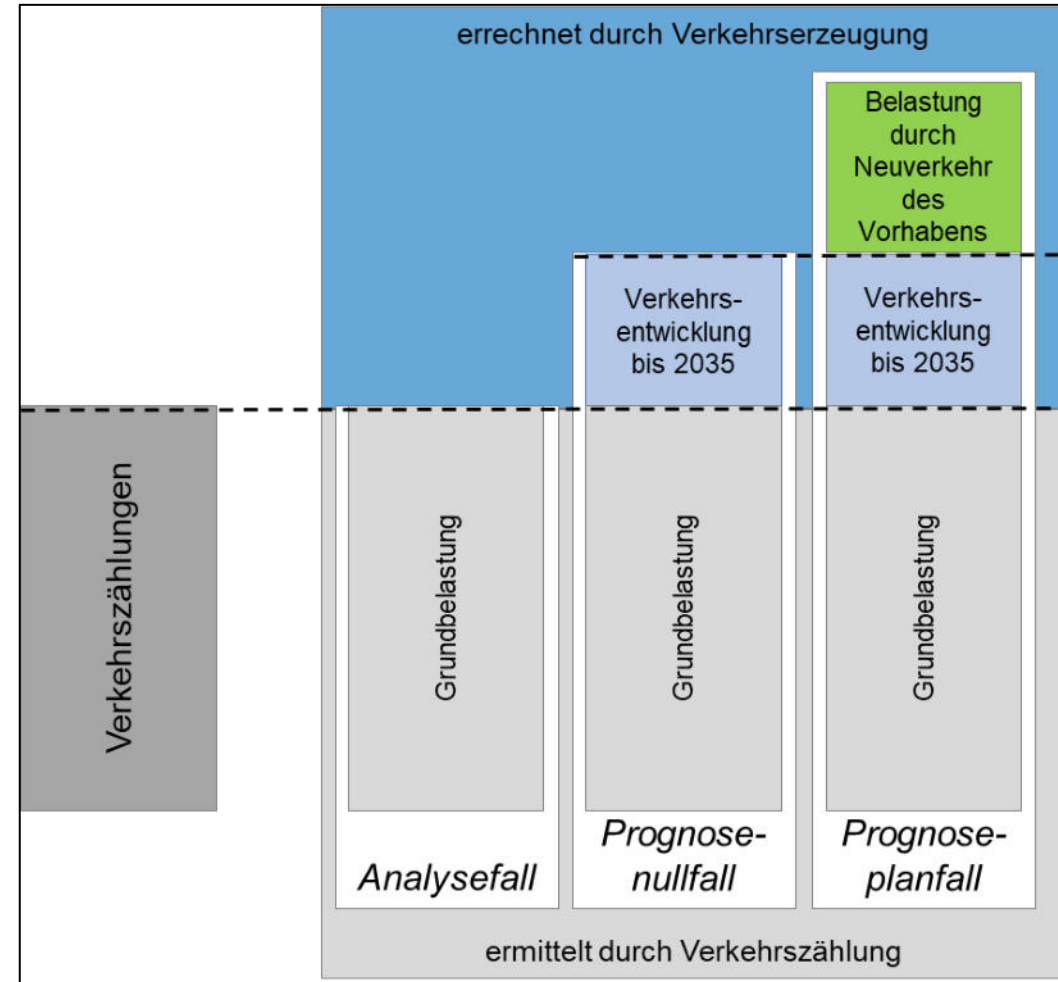 errechnet durch Verkehrserzeugung
Belastung
durch
Neuverkehr
des
Vorhabens
Verkehrs-
entwicklung
bis 2035
Verkehrs-
entwicklung
bis 2035
Verkehrszählungen
Grundbelastung
Grundbelastung
Grundbelastung
Analysefall
Prognose-
nullfall
Prognose-
planfall
ermittelt durch Verkehrszählung